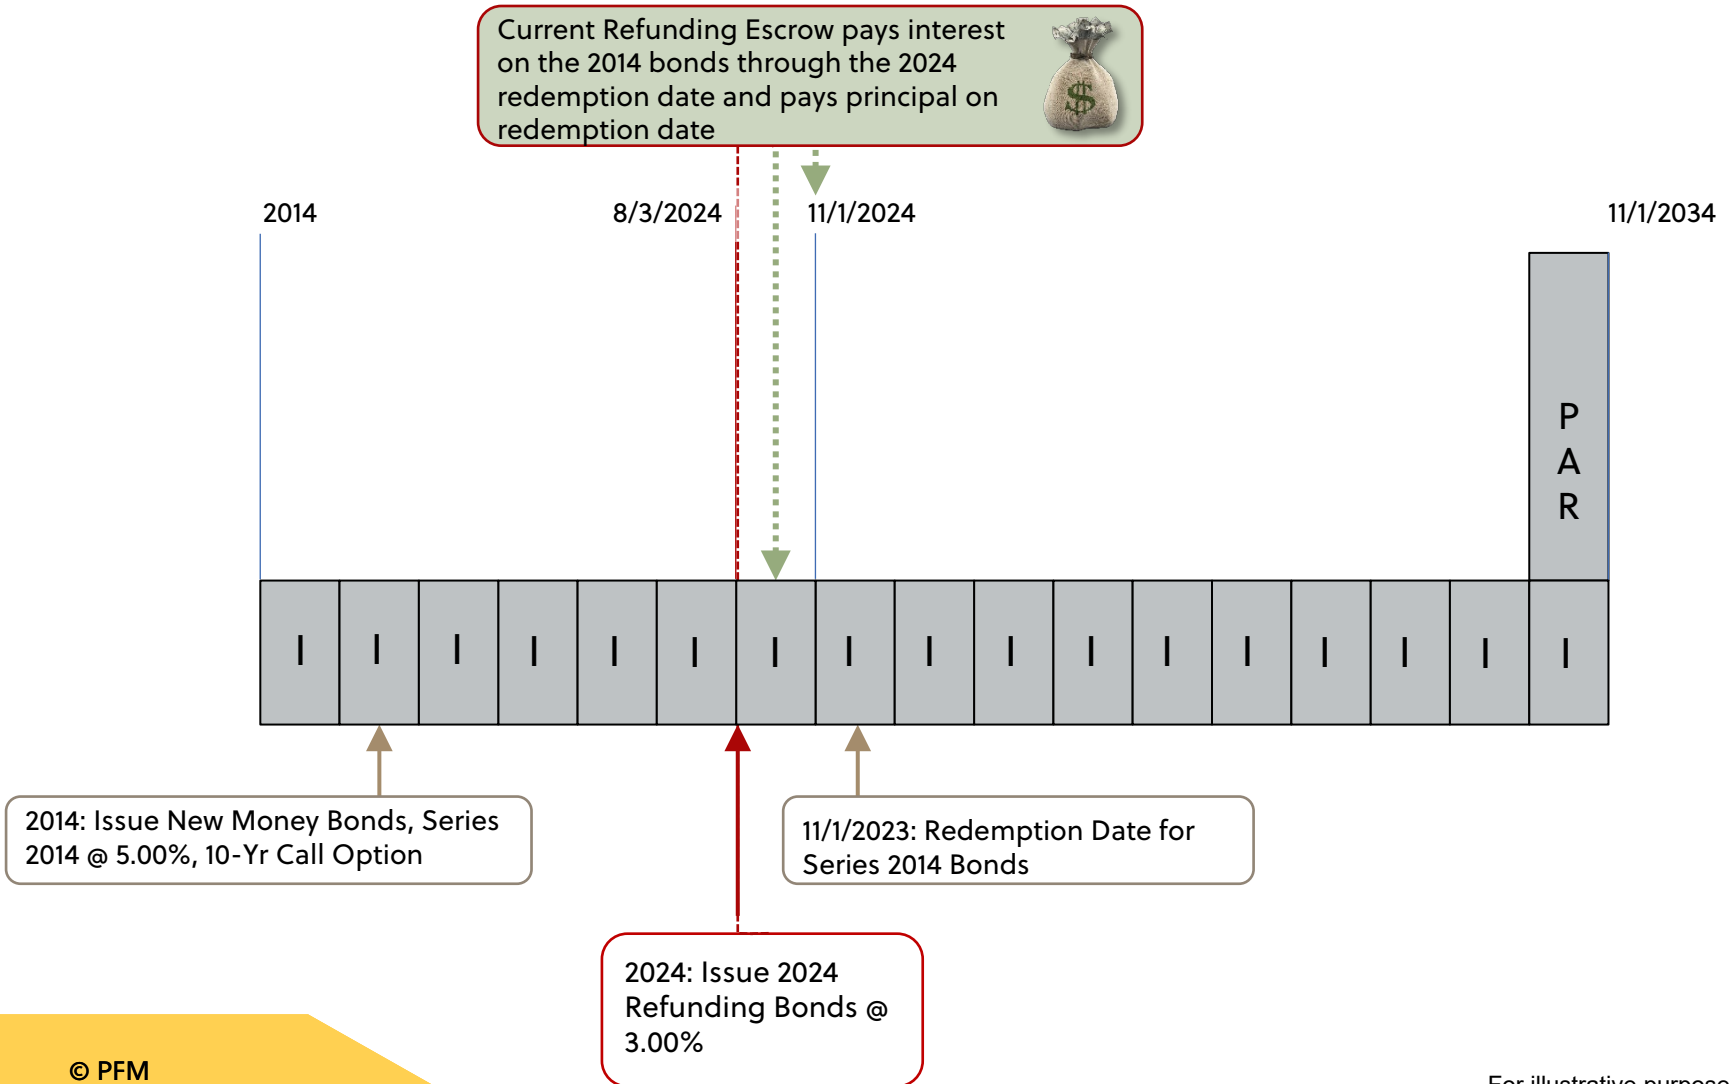 Current Refunding Escrow pays interest
on the 2014 bonds through the 2024
redemption date and pays principal on
redemption date
$
2014
8/3/2024
11/1/2024
11/1/2034
P
A
R
I I I I I I I I I I I I I I I I I
2014: Issue New Money Bonds, Series
2014 @ 5.00%, 10-Yr Call Option
11/1/2023: Redemption Date for
Series 2014 Bonds
2024: Issue 2024
Refunding Bonds @
3.00%
© PFM
For illustrative purpose